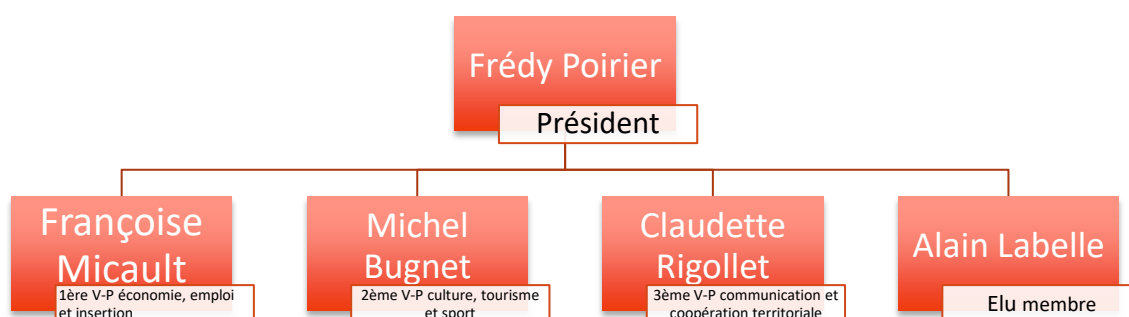 Frédy Poirier
Président
Françoise
Micault
1ère V-P économie, emploi
et insertion
Michel
Bugnet
2ème V-P culture, tourisme
et sport
Claudette
Rigollet
3ème V-P communication et
coopération territoriale
Alain Labelle
Elu membre